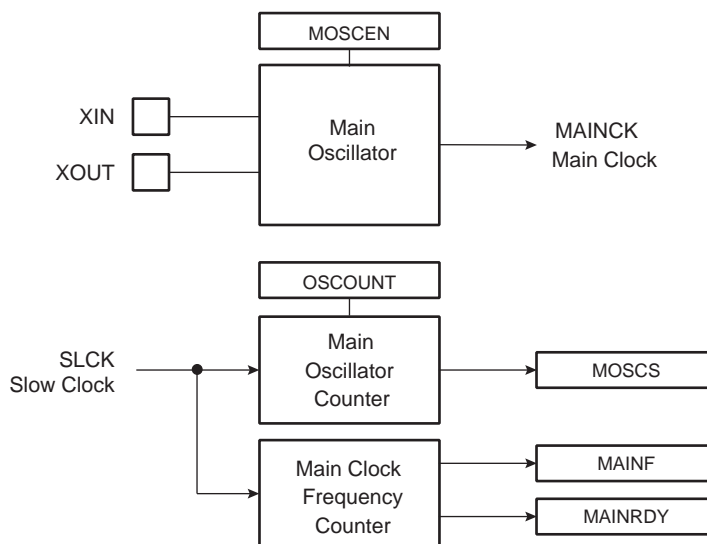 MOSCEN
XIN
XOUT
Main
Oscillator
MAINCK
Main Clock
OSCOUNT
SLCK
Slow Clock
Main
Oscillator
Counter
MOSCS
Main Clock
Frequency
Counter
MAINF
MAINRDY